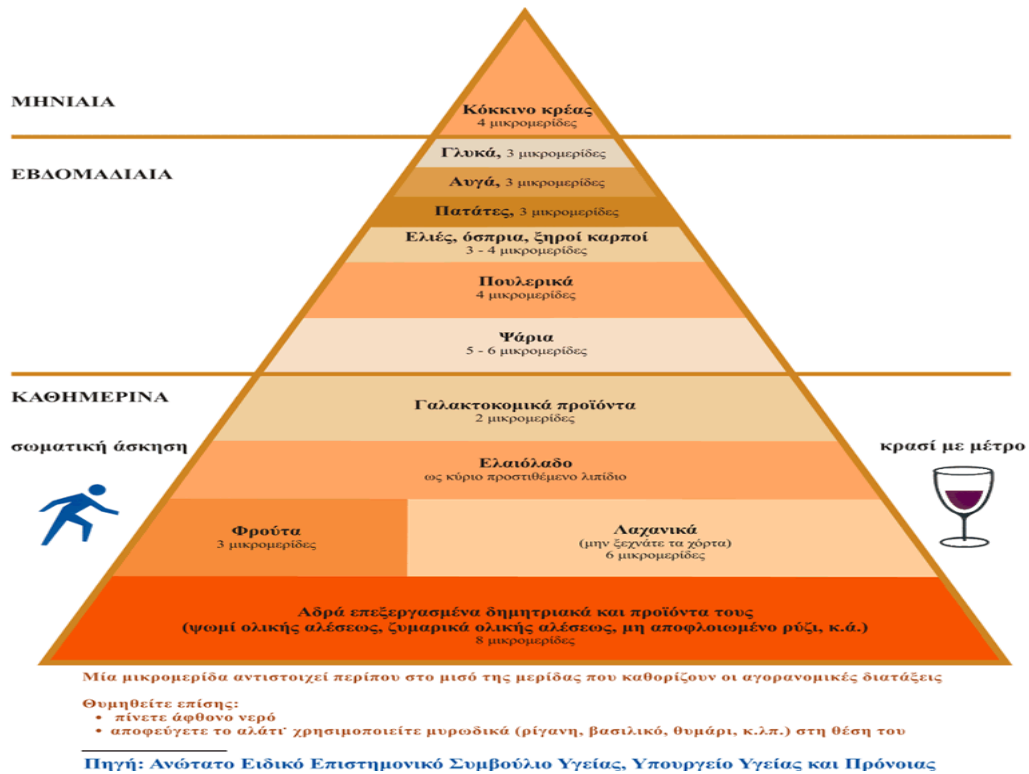 ΜΗΝΙΑΙΑ
Κόκκινο κρέας
4 μικρομερίδες
ΕΒΔΟΜΑΔΙΑΙΑ
Γλυκά, 3 μικρομερίδες
Αυγά, 3 μικρομερίδες
Πατάτες, 3 μικρομερίδες
Ελιές, όσπρια, ξηροί καρποί
3 - 4 μικρομερίδες
Πουλερικά
4 μικρομερίδες
Ψάρια
5 - 6 μικρομερίδες
ΚΑΘΗΜΕΡΙΝΑ
Γαλακτοκομικά προϊόντα
2 μικρομερίδες
σωματική άσκηση
κρασί με μέτρο
Ελαιόλαδο
ως κύριο προστιθέμενο λιπίδιο
Φρούτα
3 μικρομερίδες
Λαχανικά
(μην ξεχνάτε τα χόρτα)
6 μικρομερίδες
Αδρά επεξεργασμένα δημητριακά και προϊόντα τους
(ψωμί ολικής αλέσεως, ζυμαρικά ολικής αλέσεως, μη αποφλοιωμένο ρύζι, κ.ά.)
8 μικρομερίδες
Μία μικρομερίδα αντιστοιχεί περίπου στο μισό της μερίδας που καθορίζουν οι αγορανομικές διατάξεις
Θυμηθείτε επίσης:
• πίνετε άφθονο νερό
• αποφεύγετε το αλάτι· χρησιμοποιείτε μυρωδικά (ρίγανη, βασιλικό, θυμάρι, κ.λπ.) στη θέση του
Πηγή: Ανώτατο Ειδικό Επιστημονικό Συμβούλιο Υγείας, Υπουργείο Υγείας και Πρόνοιας